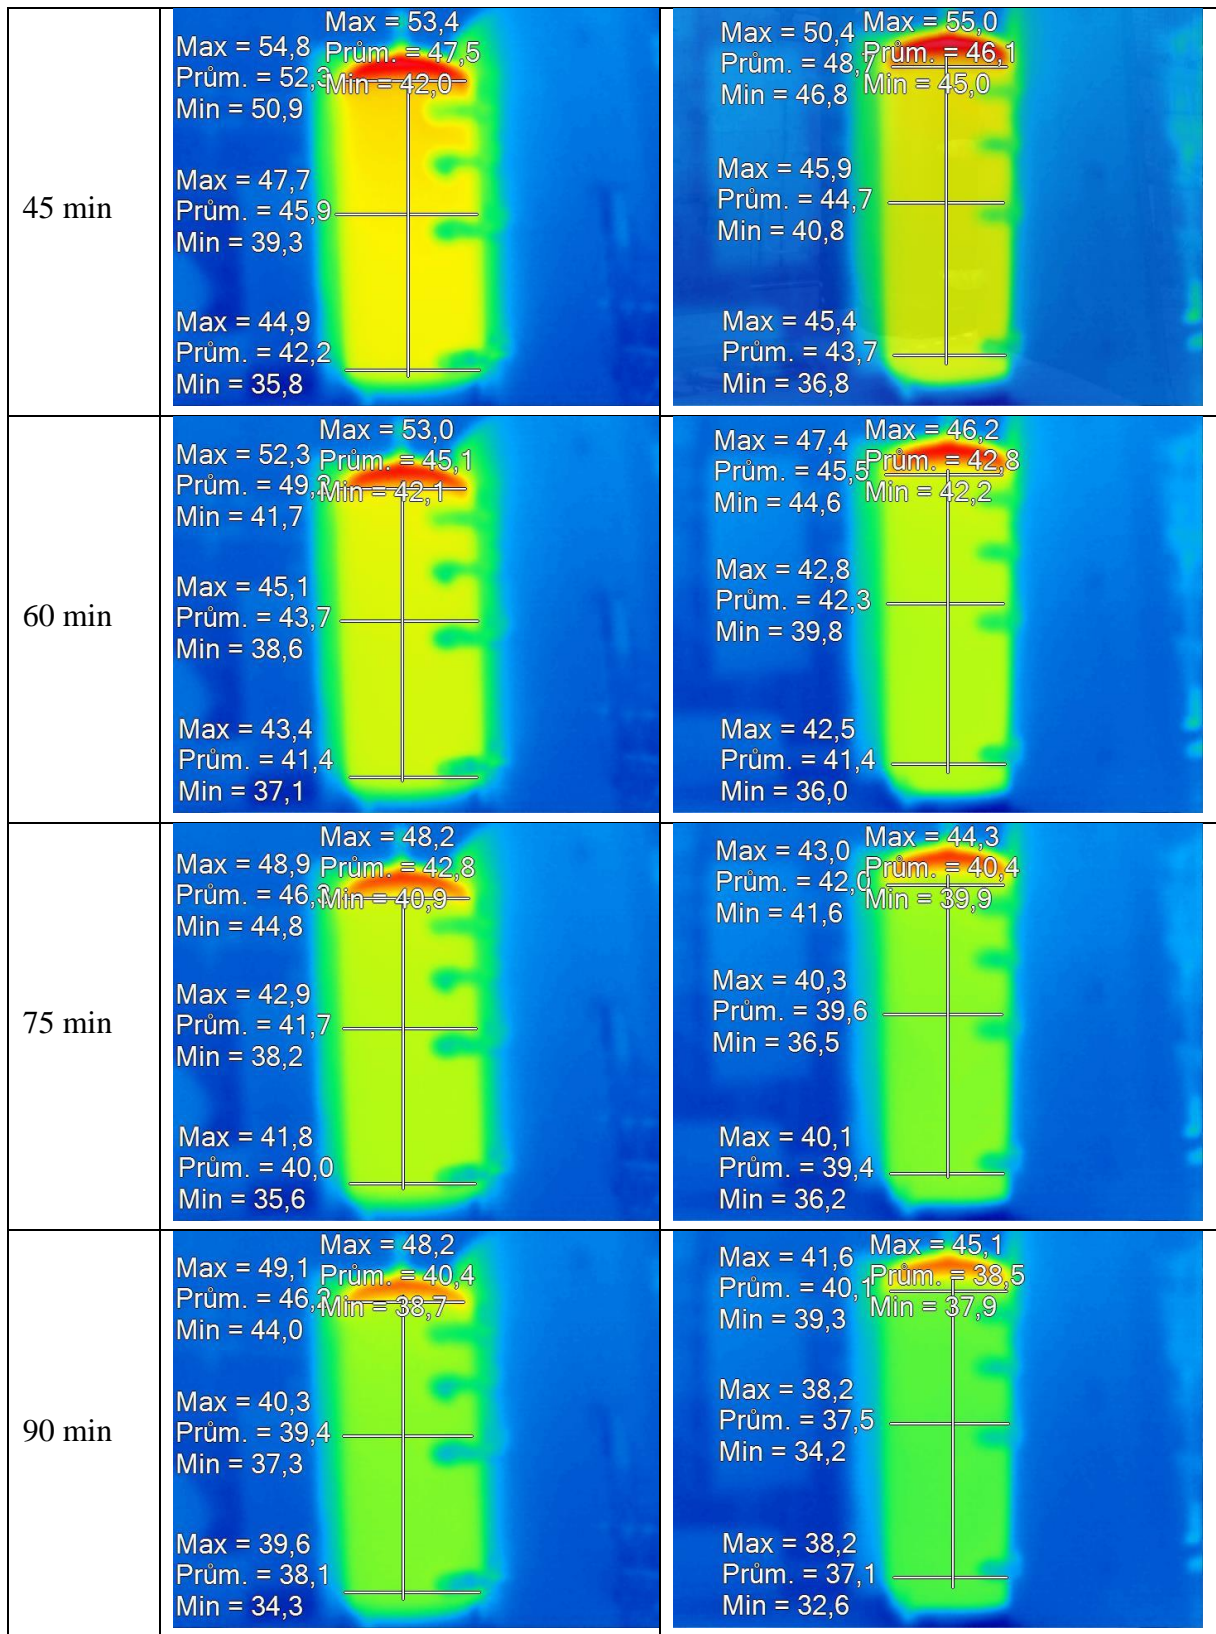 45 min
Max = 54,8
Prům. = 52,3
Min = 50,9
Max = 53,4
Prům. = 47,5
Min = 42,0
Max = 47,7
Prům. = 45,9
Min = 39,3
Max = 44,9
Prům. = 42,2
Min = 35,8
Max = 50,4
Prům. = 48,7
Min = 46,8
Max = 55,0
Prům. = 46,1
Min = 45,0
Max = 45,9
Prům. = 44,7
Min = 40,8
Max = 45,4
Prům. = 43,7
Min = 36,8
60 min
Max = 52,3
Prům. = 49,2
Min = 41,7
Max = 53,0
Prům. = 45,1
Min = 42,1
Max = 45,1
Prům. = 43,7
Min = 38,6
Max = 43,4
Prům. = 41,4
Min = 37,1
Max = 47,4
Prům. = 45,5
Min = 44,6
Max = 46,2
Prům. = 42,8
Min = 42,2
Max = 42,8
Prům. = 42,3
Min = 39,8
Max = 42,5
Prům. = 41,4
Min = 36,0
75 min
Max = 48,9
Prům. = 46,3
Min = 44,8
Max = 48,2
Prům. = 42,8
Min = 40,9
Max = 42,9
Prům. = 41,7
Min = 38,2
Max = 41,8
Prům. = 40,0
Min = 35,6
Max = 43,0
Prům. = 42,0
Min = 41,6
Max = 44,3
Prům. = 40,4
Min = 39,9
Max = 40,3
Prům. = 39,6
Min = 36,5
Max = 40,1
Prům. = 39,4
Min = 36,2
90 min
Max = 49,1
Prům. = 46,2
Min = 44,0
Max = 48,2
Prům. = 40,4
Min = 38,7
Max = 40,3
Prům. = 39,4
Min = 37,3
Max = 39,6
Prům. = 38,1
Min = 34,3
Max = 41,6
Prům. = 40,1
Min = 39,3
Max = 45,1
Prům. = 38,5
Min = 37,9
Max = 38,2
Prům. = 37,5
Min = 34,2
Max = 38,2
Prům. = 37,1
Min = 32,6